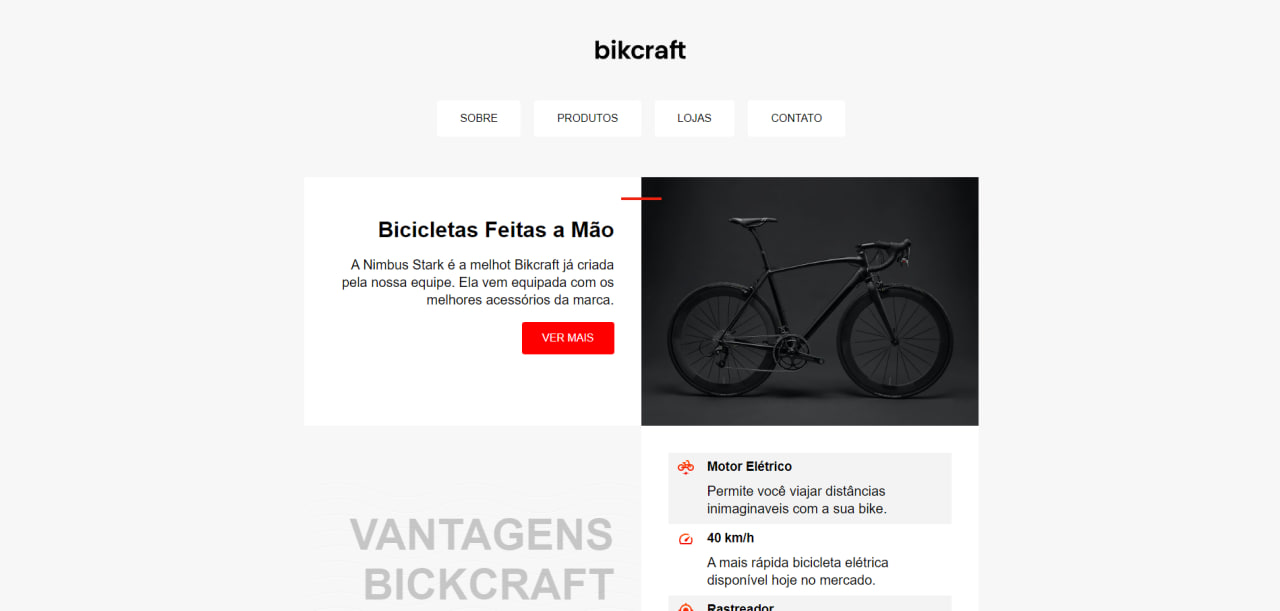 bikcraft
SOBRE
PRODUTOS
LOJAS
CONTATO
Bicicletas Feitas a Mão
A Nimbus Stark é a melhot Bikcraft já criada
pela nossa equipe. Ela vem equipada com os
melhores acessórios da marca.
VER MAIS
VANTAGENS
BICKCRAFT
Motor Elétrico
Permite você viajar distâncias
inimaginaveis com a sua bike.
40 km/h
A mais rápida bicicleta elétrica
disponível hoje no mercado.
Rastreador